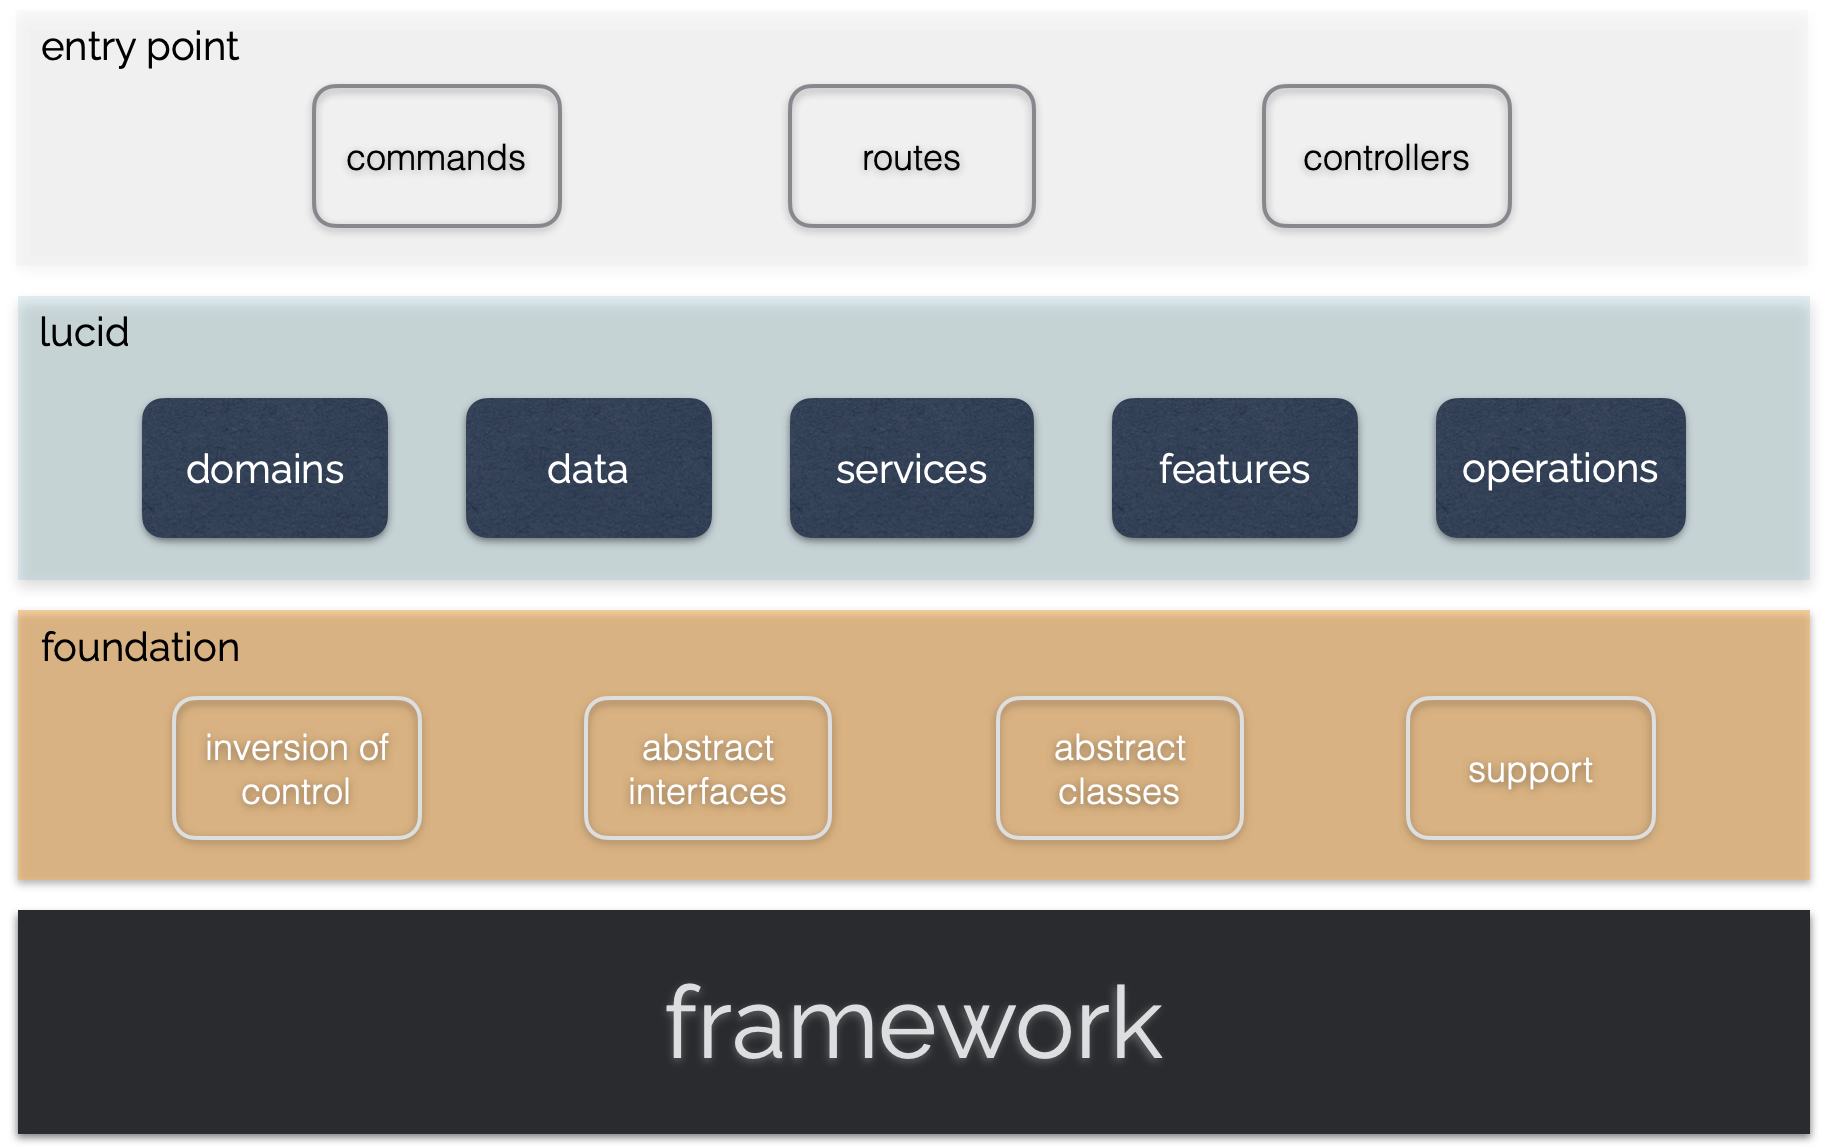 entry point
commands
routes
controllers
lucid
domains
data
services
features
operations
foundation
inversion of
control
abstract
interfaces
abstract
classes
support
framework